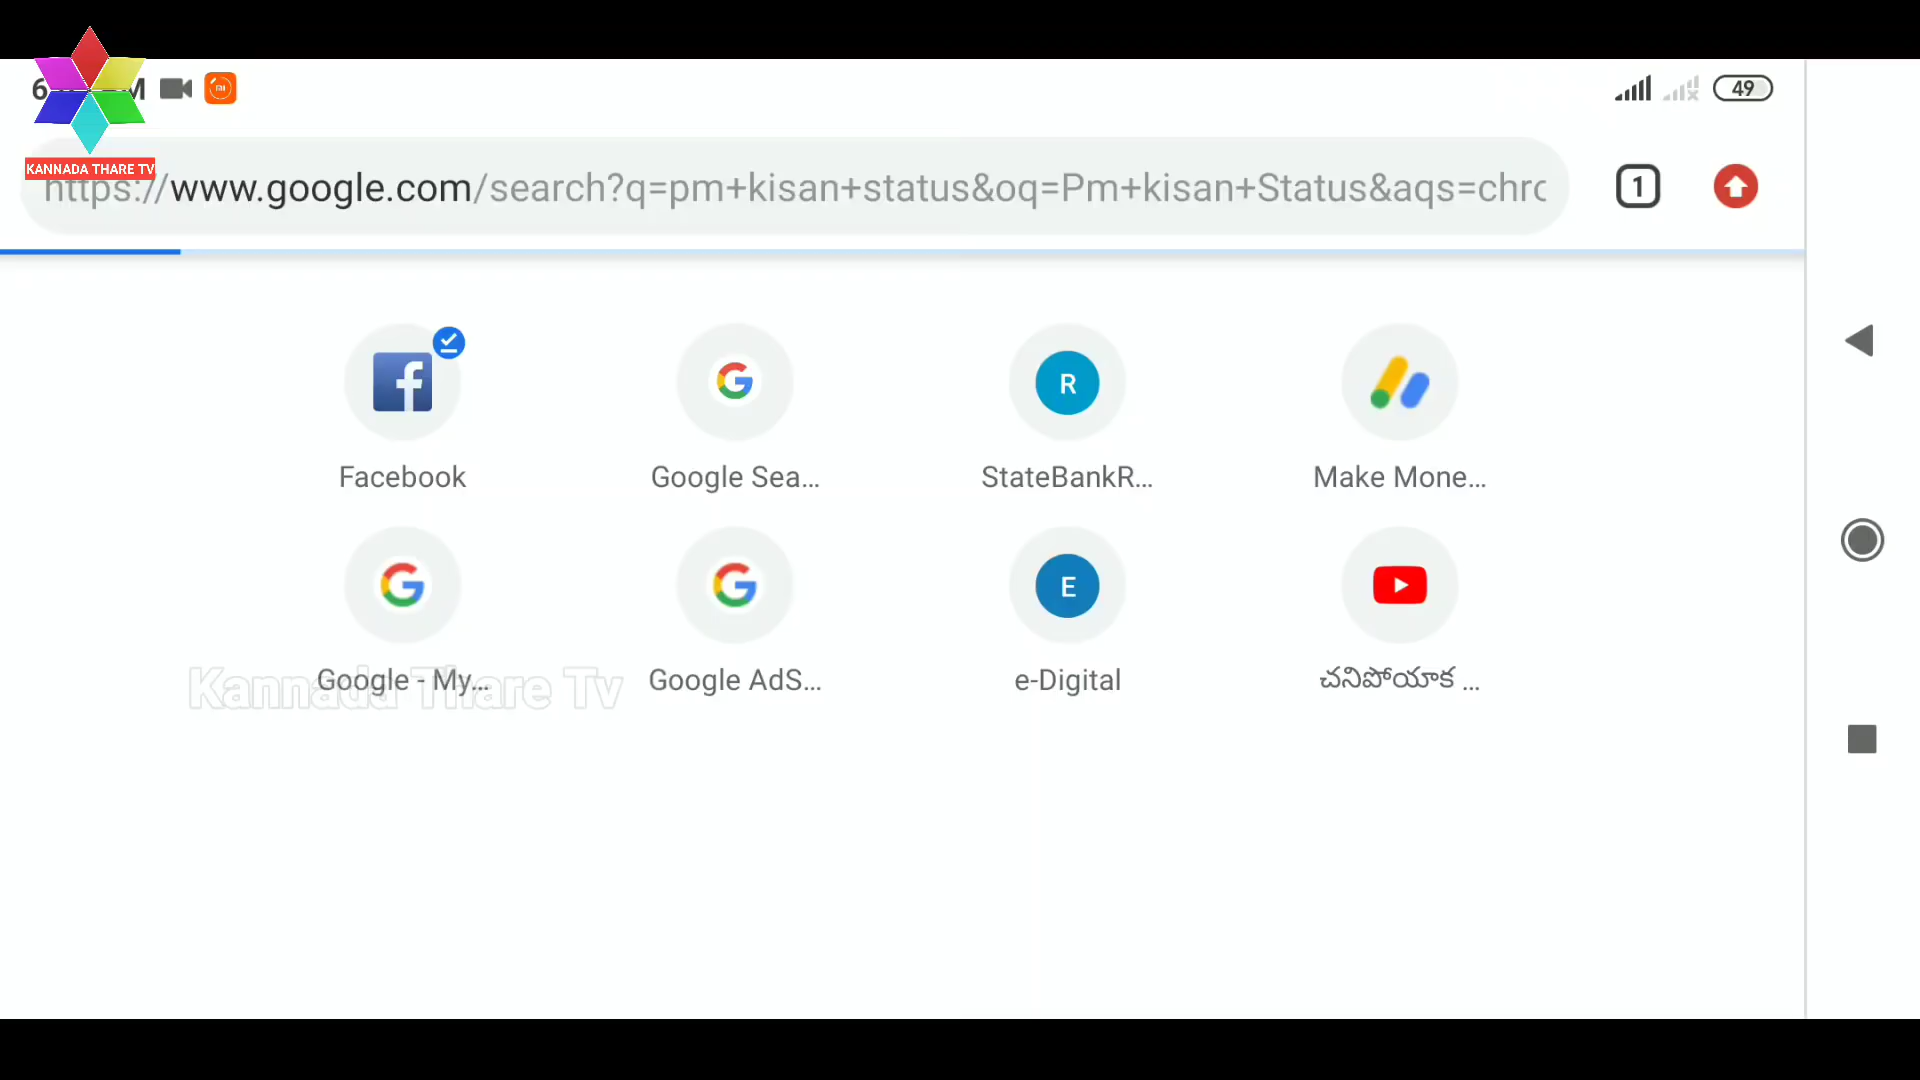 49
KANNADA THARE TV
https://www.google.com/search?q=pm+kisan+status&oq=Pm+kisan+Status&aqs=chro
1
R
Facebook
Google Sea...
StateBankR...
Make Mone...
E
Google - My...
Google AdS...
e-Digital
చనిపోయాక ...
Kannada Thare Tv